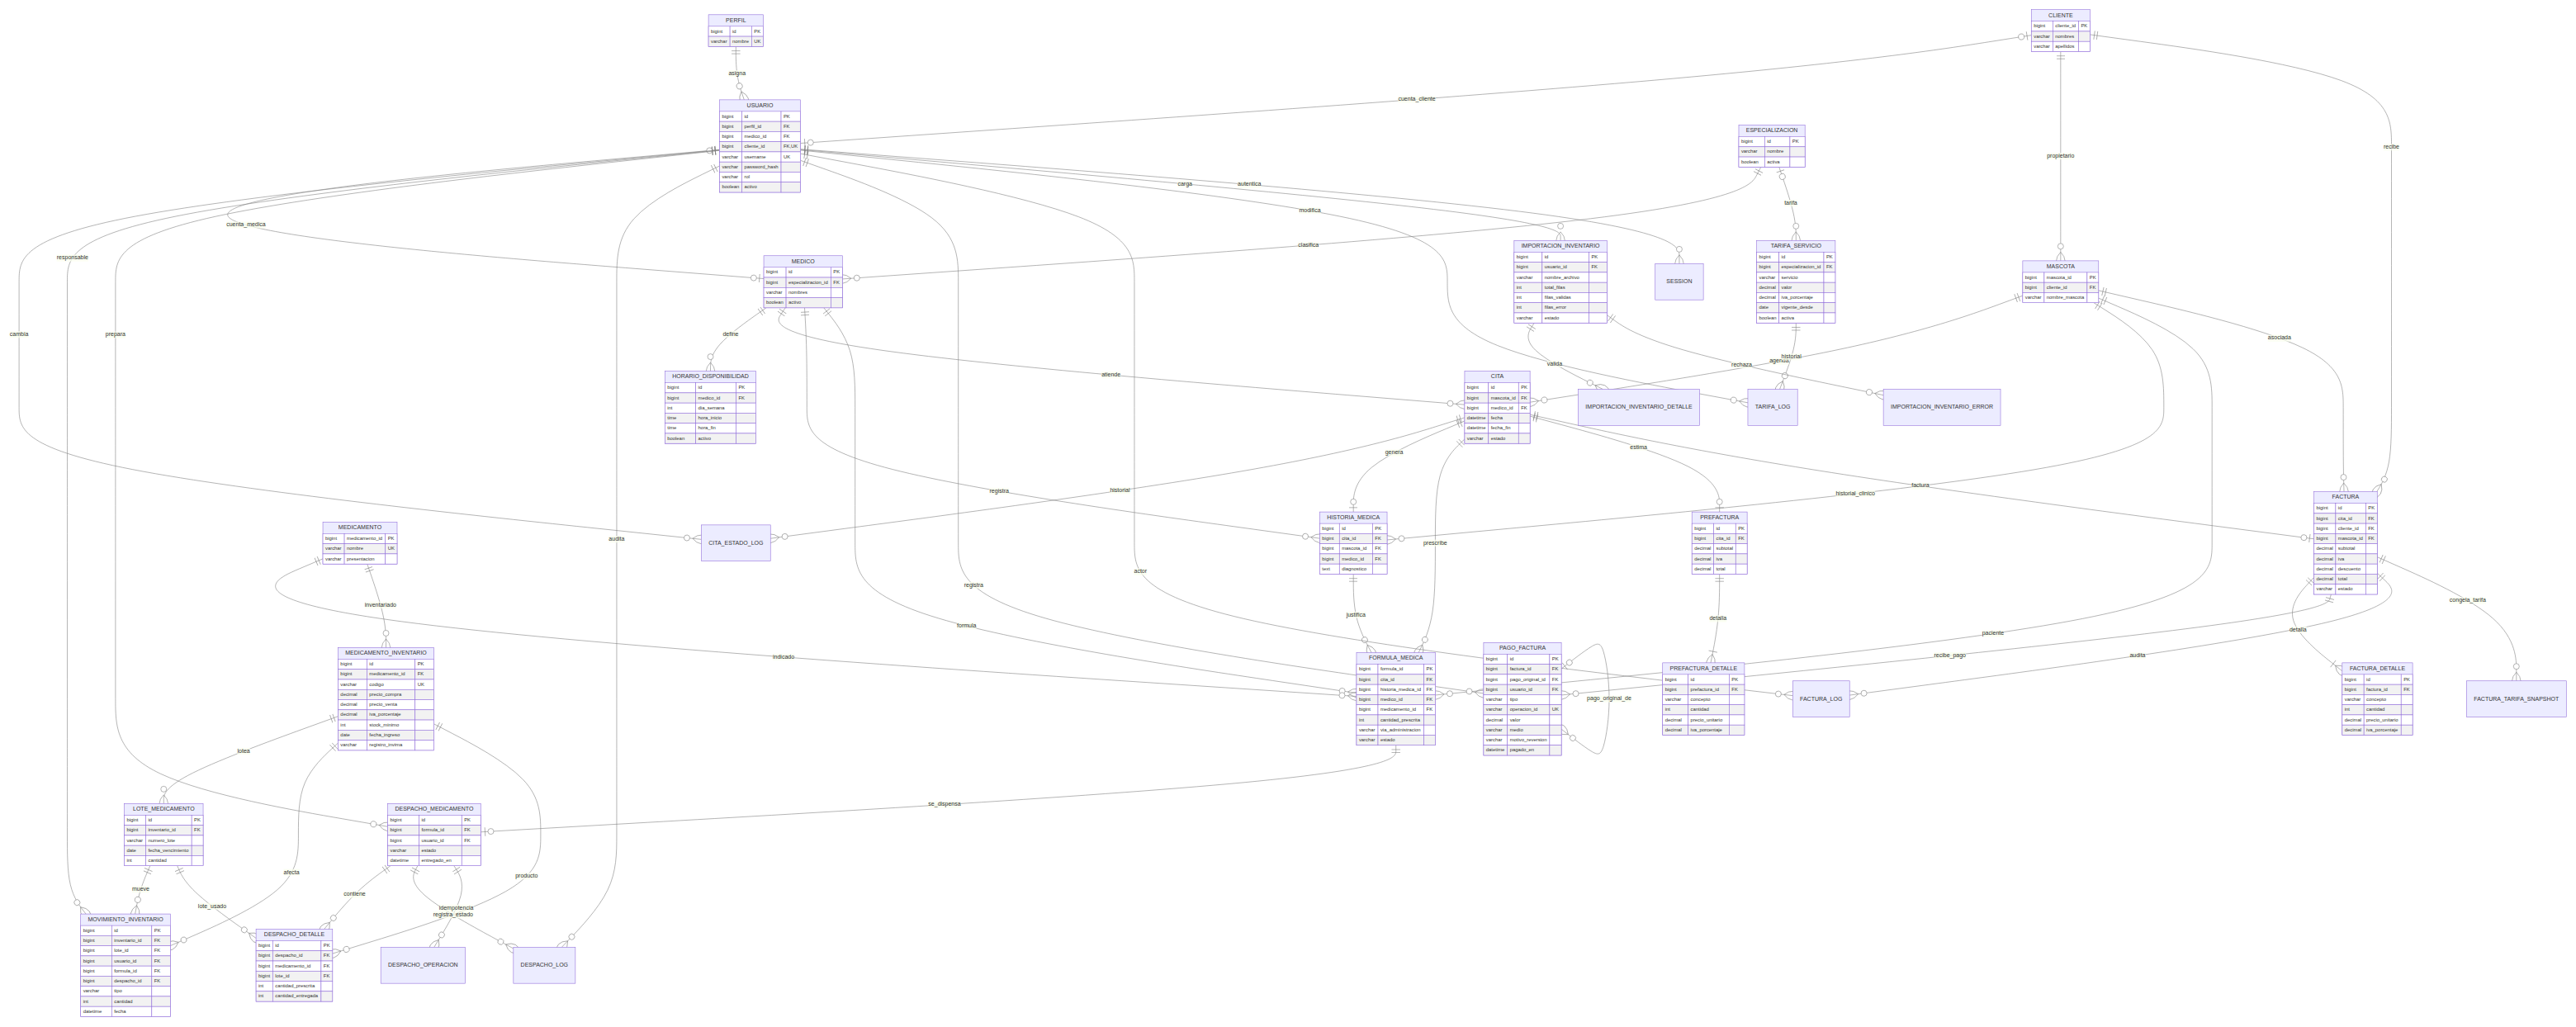 PERFIL
bigint id PK
varchar nombre UK
CLIENTE
bigint cliente_id PK
varchar nombres
varchar apellidos
asigna
cuenta_cliente
recibe
propietario
USUARIO
bigint id PK
bigint perfil_id FK
bigint medico_id FK
bigint cliente_id FK,UK
varchar username UK
varchar password_hash
varchar rol
boolean activo
ESPECIALIZACION
bigint id PK
varchar nombre
boolean activa
carga
autentica
modifica
tarifa
cuenta_medica
clasifica
responsable
MEDICO
bigint id PK
bigint especializacion_id FK
varchar nombres
boolean activo
IMPORTACION_INVENTARIO
bigint id PK
bigint usuario_id FK
varchar nombre_archivo
int total_filas
int filas_validas
int filas_error
varchar estado
SESSION
TARIFA_SERVICIO
bigint id PK
bigint especializacion_id FK
varchar servicio
decimal valor
decimal iva_porcentaje
date vigente_desde
boolean activa
MASCOTA
bigint mascota_id PK
bigint cliente_id FK
varchar nombre_mascota
cambia
prepara
define
atiende
valida
rechaza
agenda
historial
asociada
HORARIO_DISPONIBILIDAD
bigint id PK
bigint medico_id FK
int dia_semana
time hora_inicio
time hora_fin
boolean activo
CITA
bigint id PK
bigint mascota_id FK
bigint medico_id FK
datetime fecha
datetime fecha_fin
varchar estado
IMPORTACION_INVENTARIO_DETALLE
TARIFA_LOG
IMPORTACION_INVENTARIO_ERROR
genera
estima
registra
historial
historial_clinico
factura
audita
MEDICAMENTO
bigint medicamento_id PK
varchar nombre UK
varchar presentacion
CITA_ESTADO_LOG
HISTORIA_MEDICA
bigint id PK
bigint cita_id FK
bigint mascota_id FK
bigint medico_id FK
text diagnostico
prescribe
PREFACTURA
bigint id PK
bigint cita_id FK
decimal subtotal
decimal iva
decimal total
FACTURA
bigint id PK
bigint cita_id FK
bigint cliente_id FK
bigint mascota_id FK
decimal subtotal
decimal iva
decimal descuento
decimal total
varchar estado
actor
registra
inventariado
justifica
detalla
congela_tarifa
formula
indicado
paciente
recibe_pago
audita
detalla
MEDICAMENTO_INVENTARIO
bigint id PK
bigint medicamento_id FK
varchar codigo UK
decimal precio_compra
decimal precio_venta
decimal iva_porcentaje
int stock_minimo
date fecha_ingreso
varchar registro_invima
FORMULA_MEDICA
bigint formula_id PK
bigint cita_id FK
bigint historia_medica_id FK
bigint medico_id FK
bigint medicamento_id FK
int cantidad_prescrita
varchar via_administracion
varchar estado
PAGO_FACTURA
bigint id PK
bigint factura_id FK
bigint pago_original_id FK
bigint usuario_id FK
varchar tipo
varchar operacion_id UK
decimal valor
varchar medio
varchar motivo_reversion
datetime pagado_en
pago_original_de
PREFACTURA_DETALLE
bigint id PK
bigint prefactura_id FK
varchar concepto
int cantidad
decimal precio_unitario
decimal iva_porcentaje
FACTURA_LOG
FACTURA_DETALLE
bigint id PK
bigint factura_id FK
varchar concepto
int cantidad
decimal precio_unitario
decimal iva_porcentaje
FACTURA_TARIFA_SNAPSHOT
lotea
se_dispensa
LOTE_MEDICAMENTO
bigint id PK
bigint inventario_id FK
varchar numero_lote
date fecha_vencimiento
int cantidad
DESPACHO_MEDICAMENTO
bigint id PK
bigint formula_id FK
bigint usuario_id FK
varchar estado
datetime entregado_en
afecta
producto
mueve
contiene
lote_usado
idempotencia
registra_estado
MOVIMIENTO_INVENTARIO
bigint id PK
bigint inventario_id FK
bigint lote_id FK
bigint usuario_id FK
bigint formula_id FK
bigint despacho_id FK
varchar tipo
int cantidad
datetime fecha
DESPACHO_DETALLE
bigint id PK
bigint despacho_id FK
bigint medicamento_id FK
bigint lote_id FK
int cantidad_prescrita
int cantidad_entregada
DESPACHO_OPERACION
DESPACHO_LOG